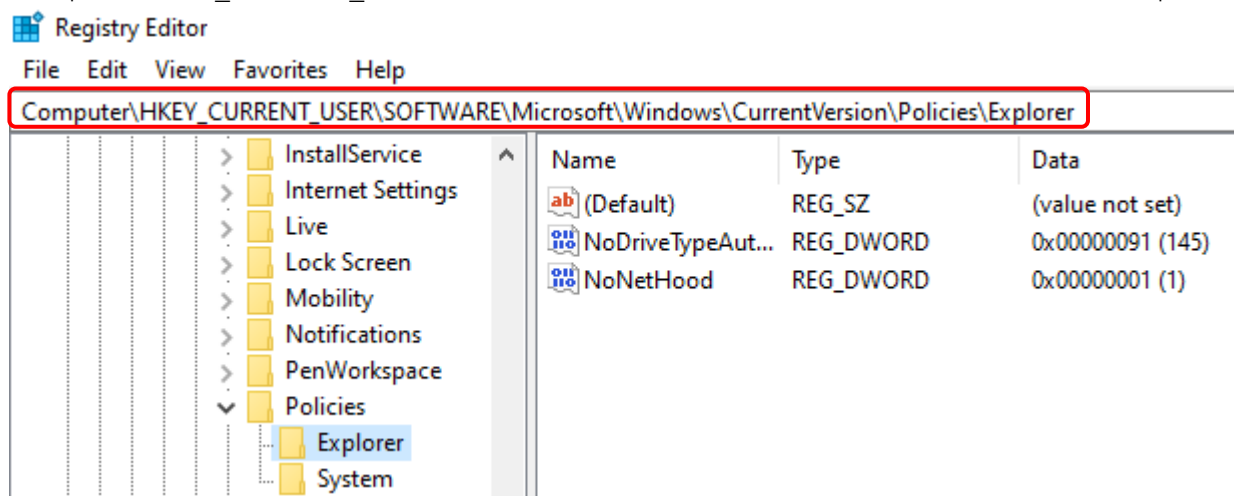 Registry Editor
File Edit View Favorites Help
Computer\HKEY_CURRENT_USER\SOFTWARE\Microsoft\Windows\CurrentVersion\Policies\Explorer
InstallService
Internet Settings
Live
Lock Screen
Mobility
Notifications
PenWorkspace
Policies
Explorer
System
Name Type Data
(Default) REG_SZ (value not set)
NoDriveTypeAut... REG_DWORD 0x00000091 (145)
NoNetHood REG_DWORD 0x00000001 (1)